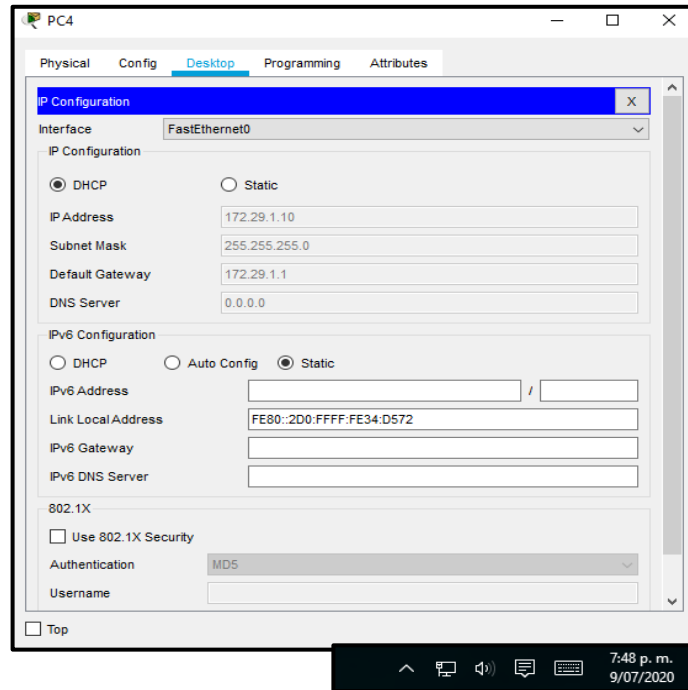 PC4
Physical Config Desktop Programming Attributes
IP Configuration X
Interface FastEthernet0
IP Configuration
DHCP Static
IP Address 172.29.1.10
Subnet Mask 255.255.255.0
Default Gateway 172.29.1.1
DNS Server 0.0.0.0
IPv6 Configuration
DHCP Auto Config Static
IPv6 Address /
Link Local Address FE80::2D0:FFFF:FE34:D572
IPv6 Gateway
IPv6 DNS Server
802.1X
Use 802.1X Security
Authentication MD5
Username
Top
7:48 p. m.
9/07/2020